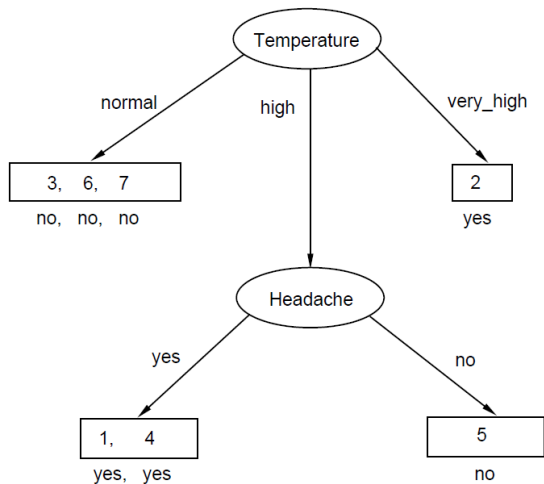 Temperature
normal
high
very_high
3, 6, 7
no, no, no
2
yes
Headache
yes
no
1, 4
yes, yes
5
no